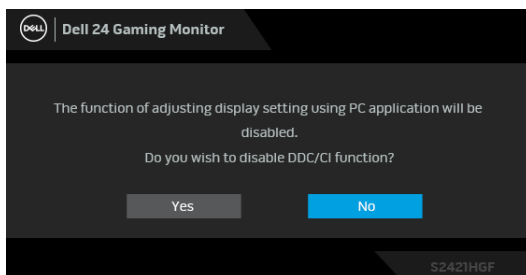 DELL
Dell 24 Gaming Monitor
The function of adjusting display setting using PC application will be
disabled.
Do you wish to disable DDC/CI function?
Yes
No
S2421HGF